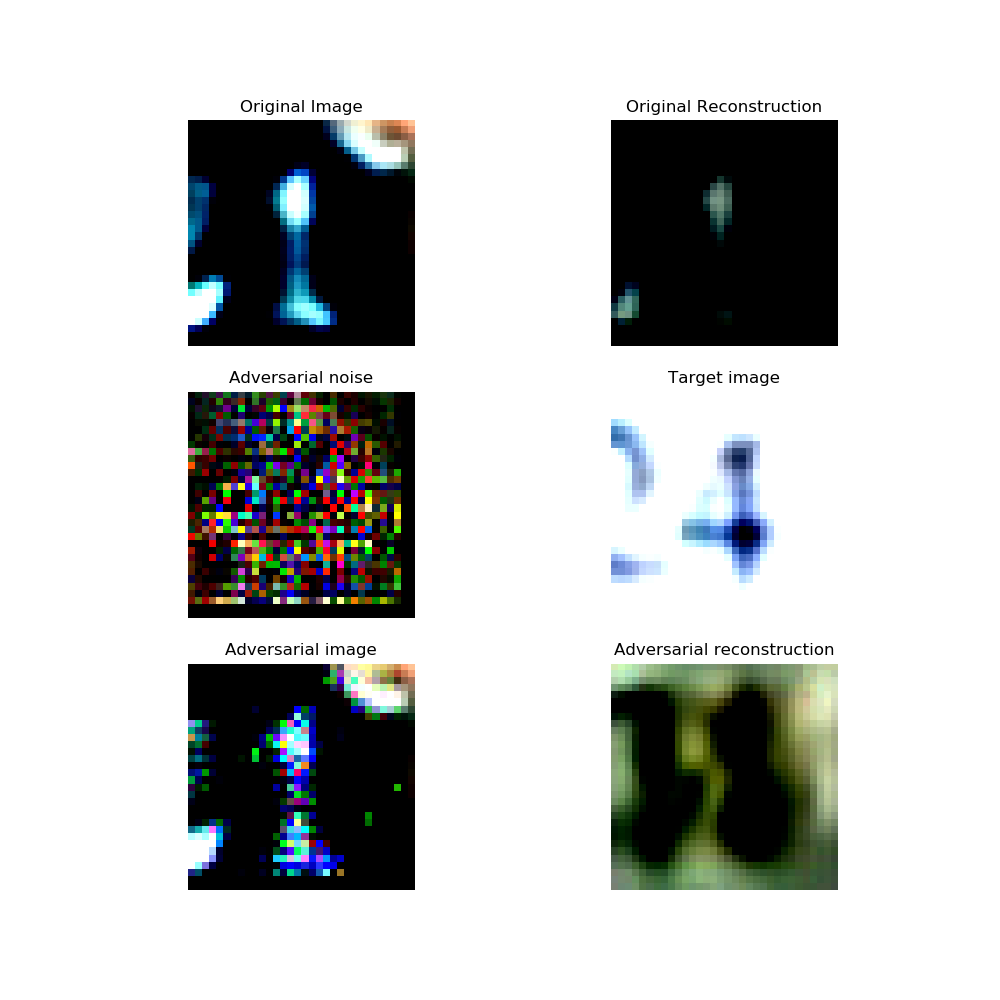 Original Image
Original Reconstruction
Adversarial noise
Target image
Adversarial image
Adversarial reconstruction